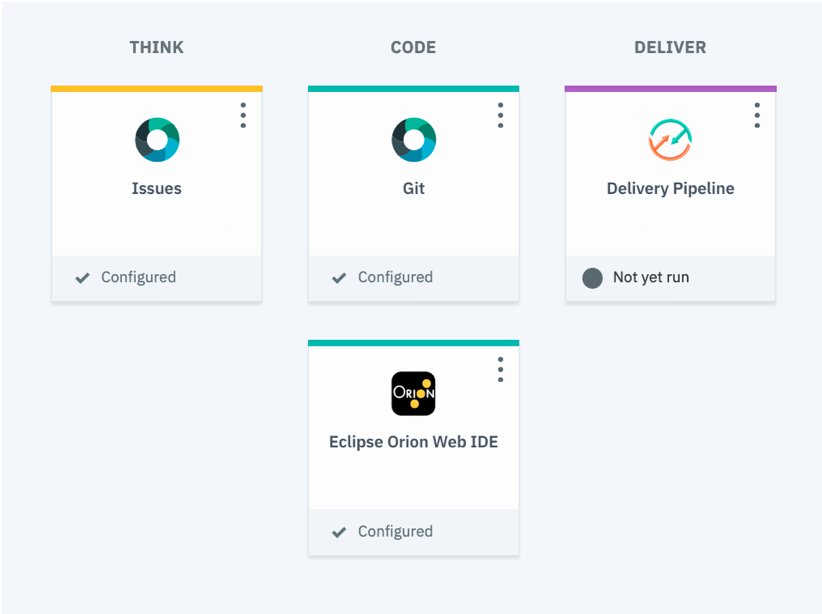 THINK
CODE
DELIVER
Issues
Git
Delivery Pipeline
Configured
Configured
Not yet run
ORION
Eclipse Orion Web IDE
Configured